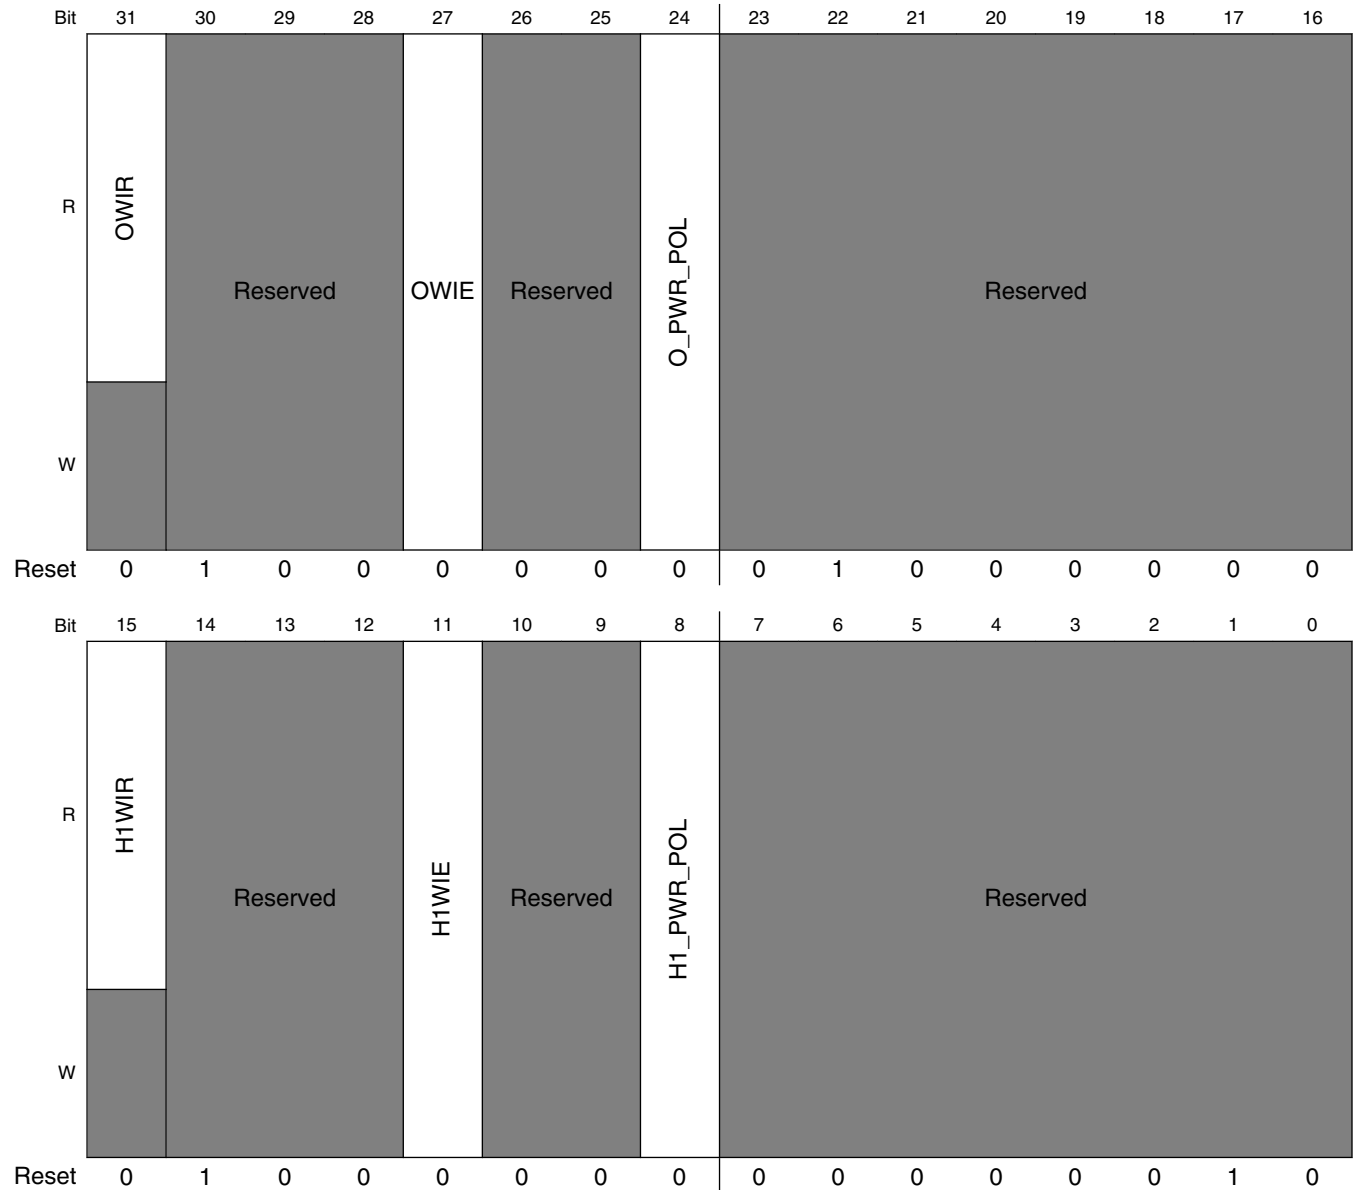 Bit 31 30 29 28 27 26 25 24 23 22 21 20 19 18 17 16
R OWIR Reserved OWIE Reserved O_PWR_POL Reserved
W
Reset 0 1 0 0 0 0 0 0 0 1 0 0 0 0 0 0
Bit 15 14 13 12 11 10 9 8 7 6 5 4 3 2 1 0
R H1WIR Reserved H1WIE Reserved H1_PWR_POL Reserved
W
Reset 0 1 0 0 0 0 0 0 0 0 0 0 0 0 1 0